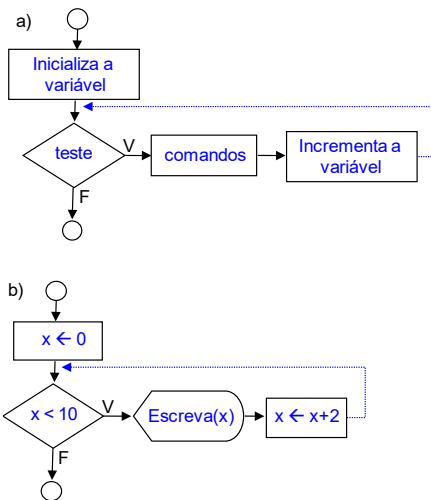 a)
Inicializa a
variável
teste
V
comandos
Incrementa a
variável
F
b)
x ← 0
x < 10
V
Escreva(x)
x ← x+2
F